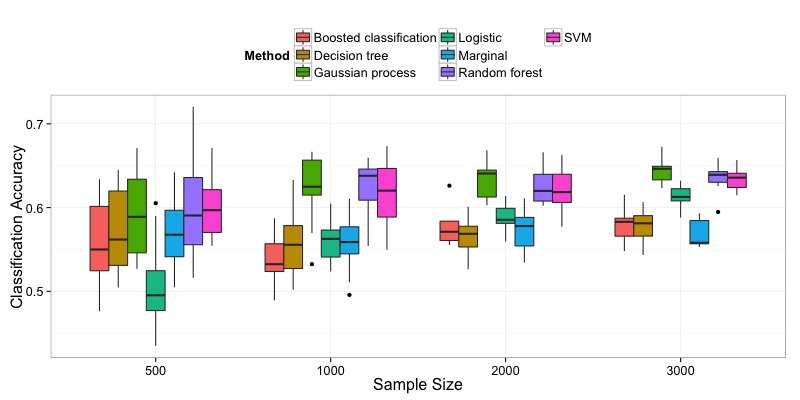 Boosted classification Logistic SVM
Method Decision tree Marginal
Gaussian process Random forest
Classification Accuracy
0.7
0.6
0.5
500 1000 2000 3000
Sample Size